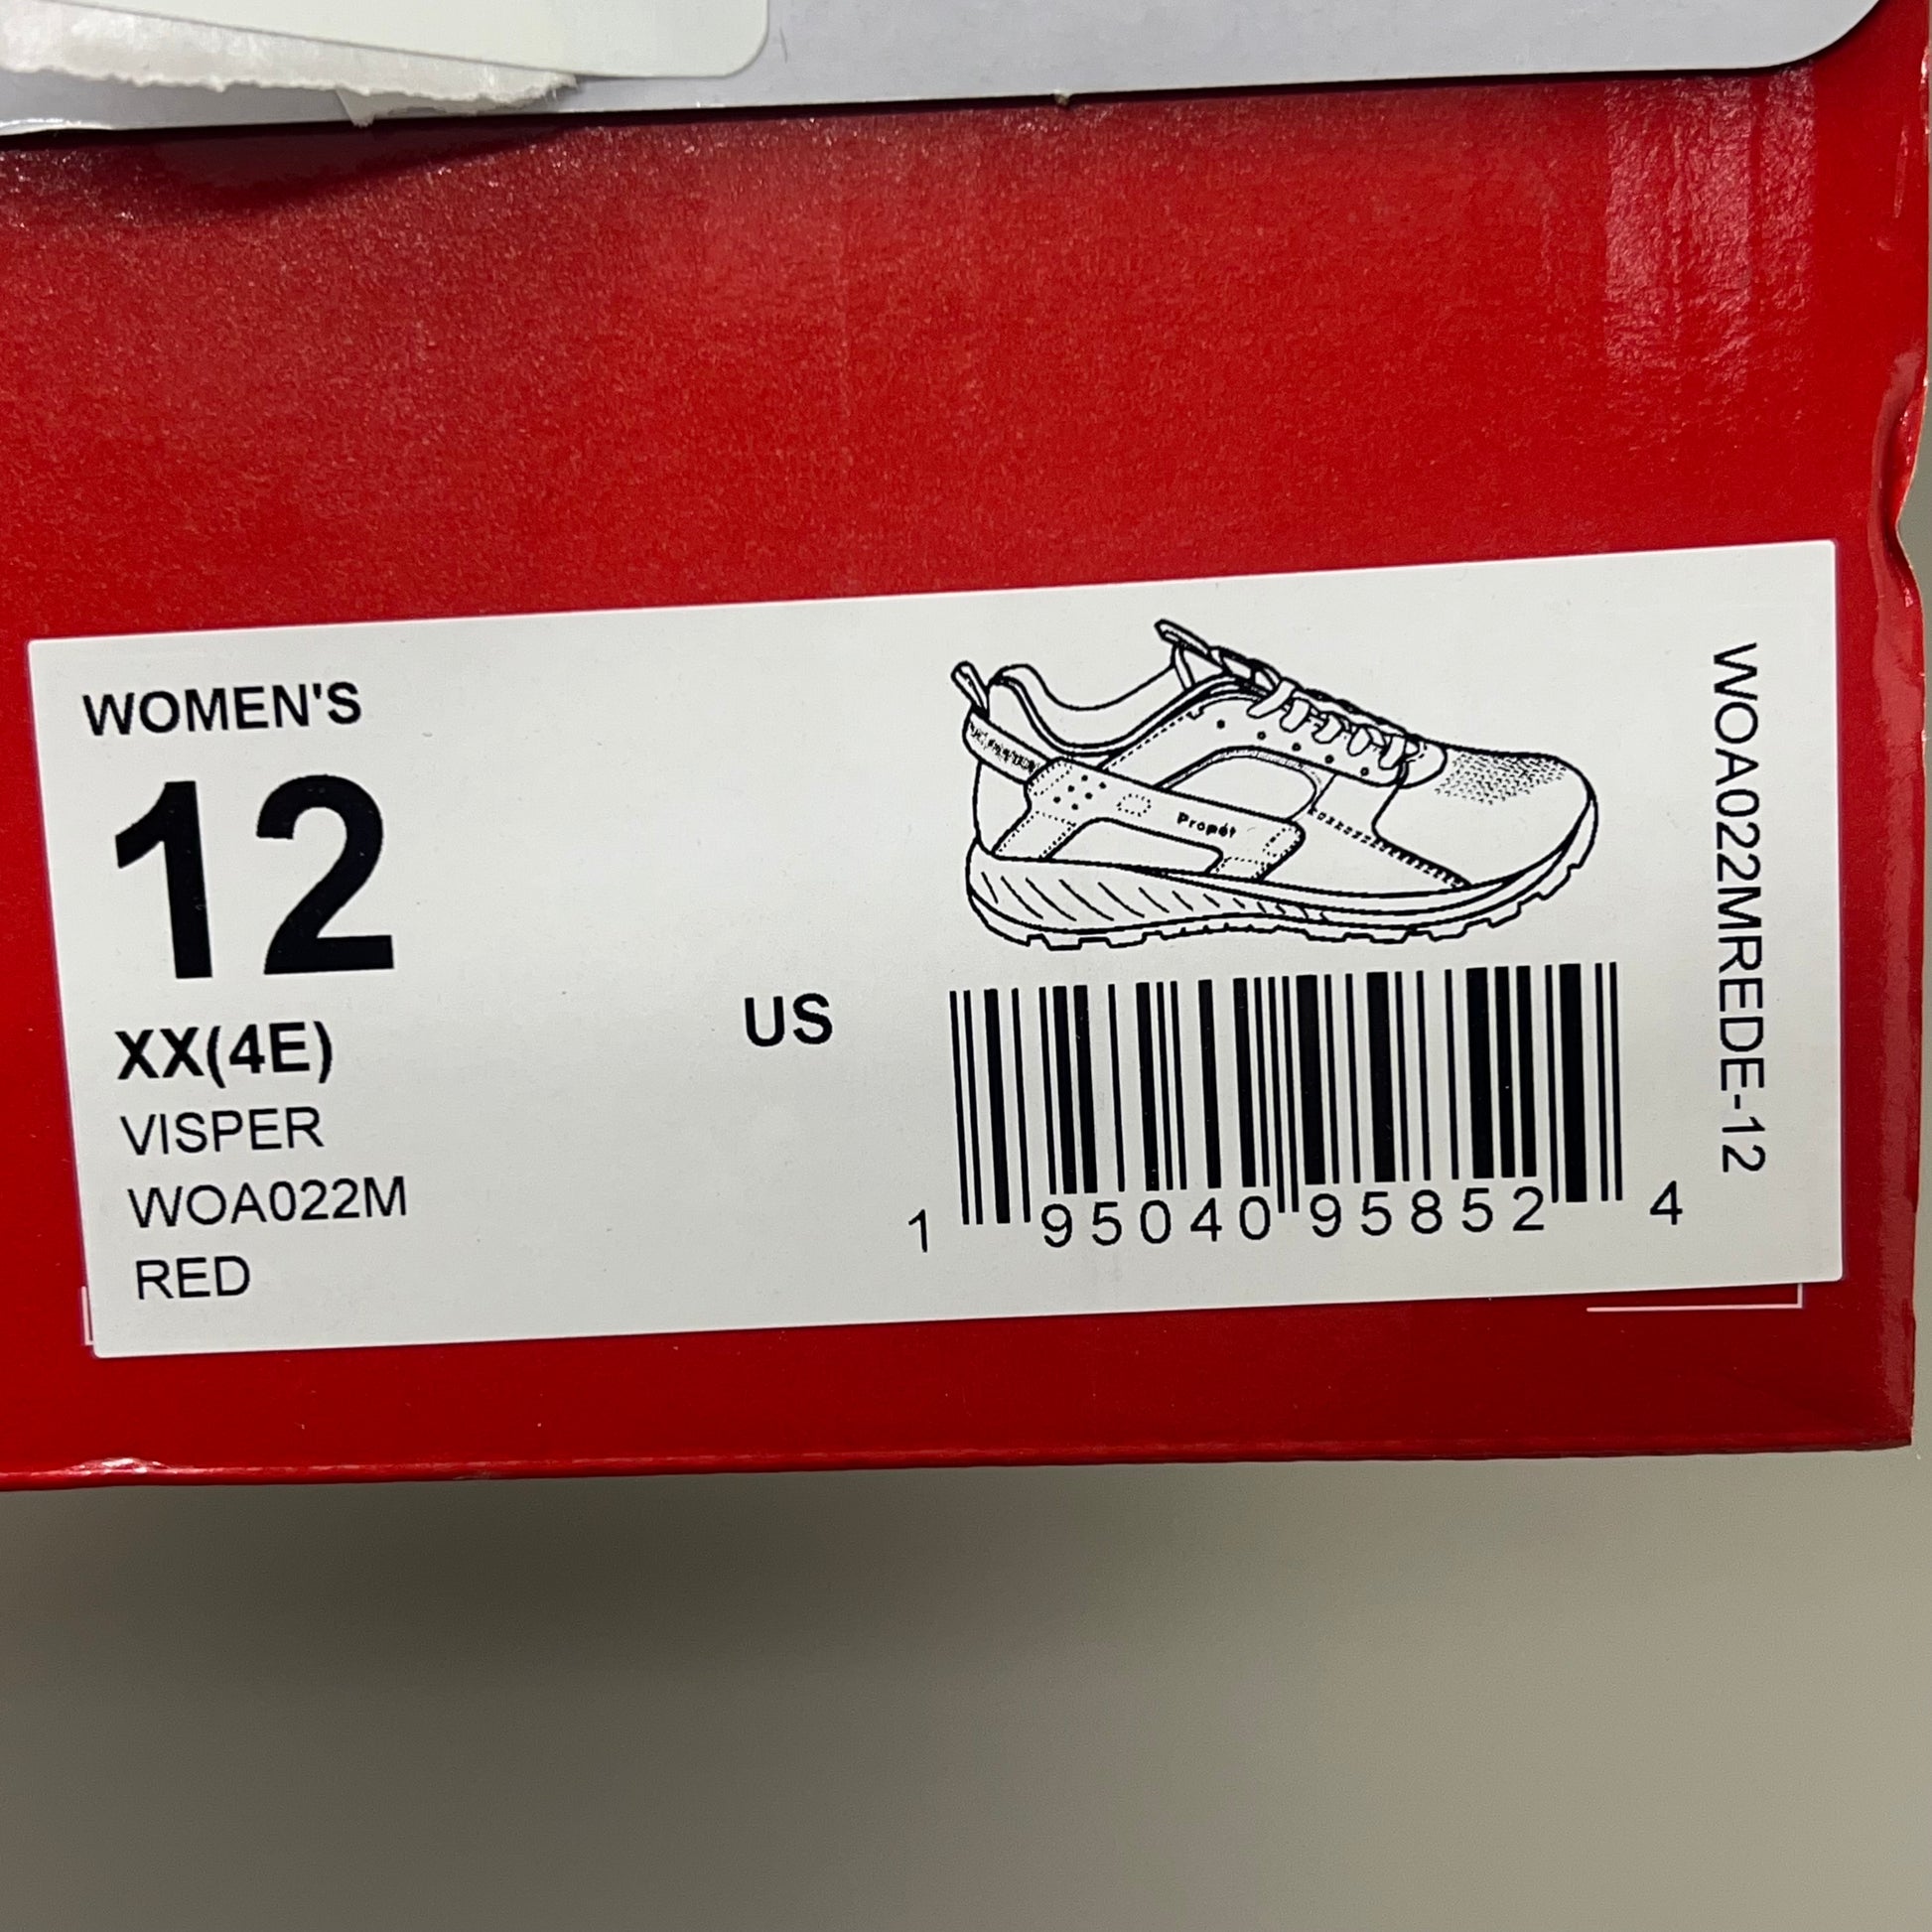 WOMEN'S
12
XX(4E)
VISPER
WOA022M
RED
US
Propét
1 95040 95852 4
WOA022MREDE-12